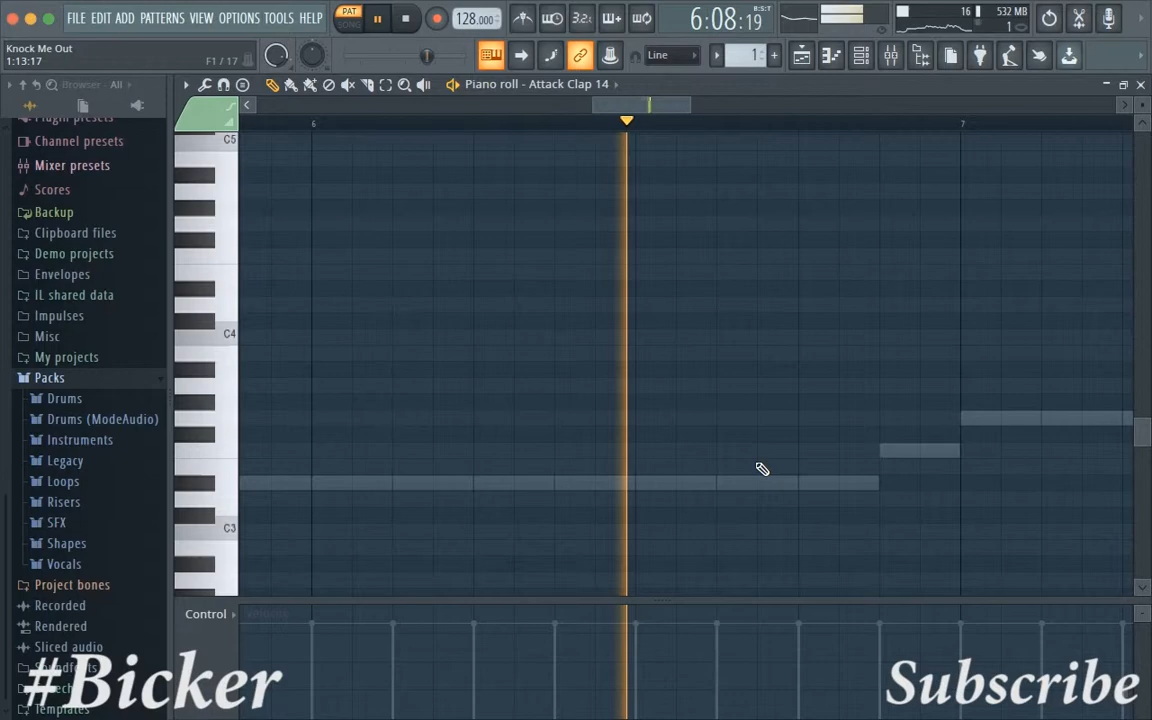 FILE EDIT ADD PATTERNS VIEW OPTIONS TOOLS HELP
PAT
SONG
128.000
3.2.
6:08:19
B:S:T
16
532 MB
1
Knock Me Out
1:13:17
F1 / 17
Line
1
Browser - All
Piano roll - Attack Clap 14
6
7
Plugin presets
Channel presets
Mixer presets
Scores
Backup
Clipboard files
Demo projects
Envelopes
IL shared data
Impulses
Misc
My projects
Packs
Drums
Drums (ModeAudio)
Instruments
Legacy
Loops
Risers
SFX
Shapes
Vocals
Project bones
Recorded
Rendered
Sliced audio
Templates
C5
C4
C3
Control
#Bicker
Subscribe